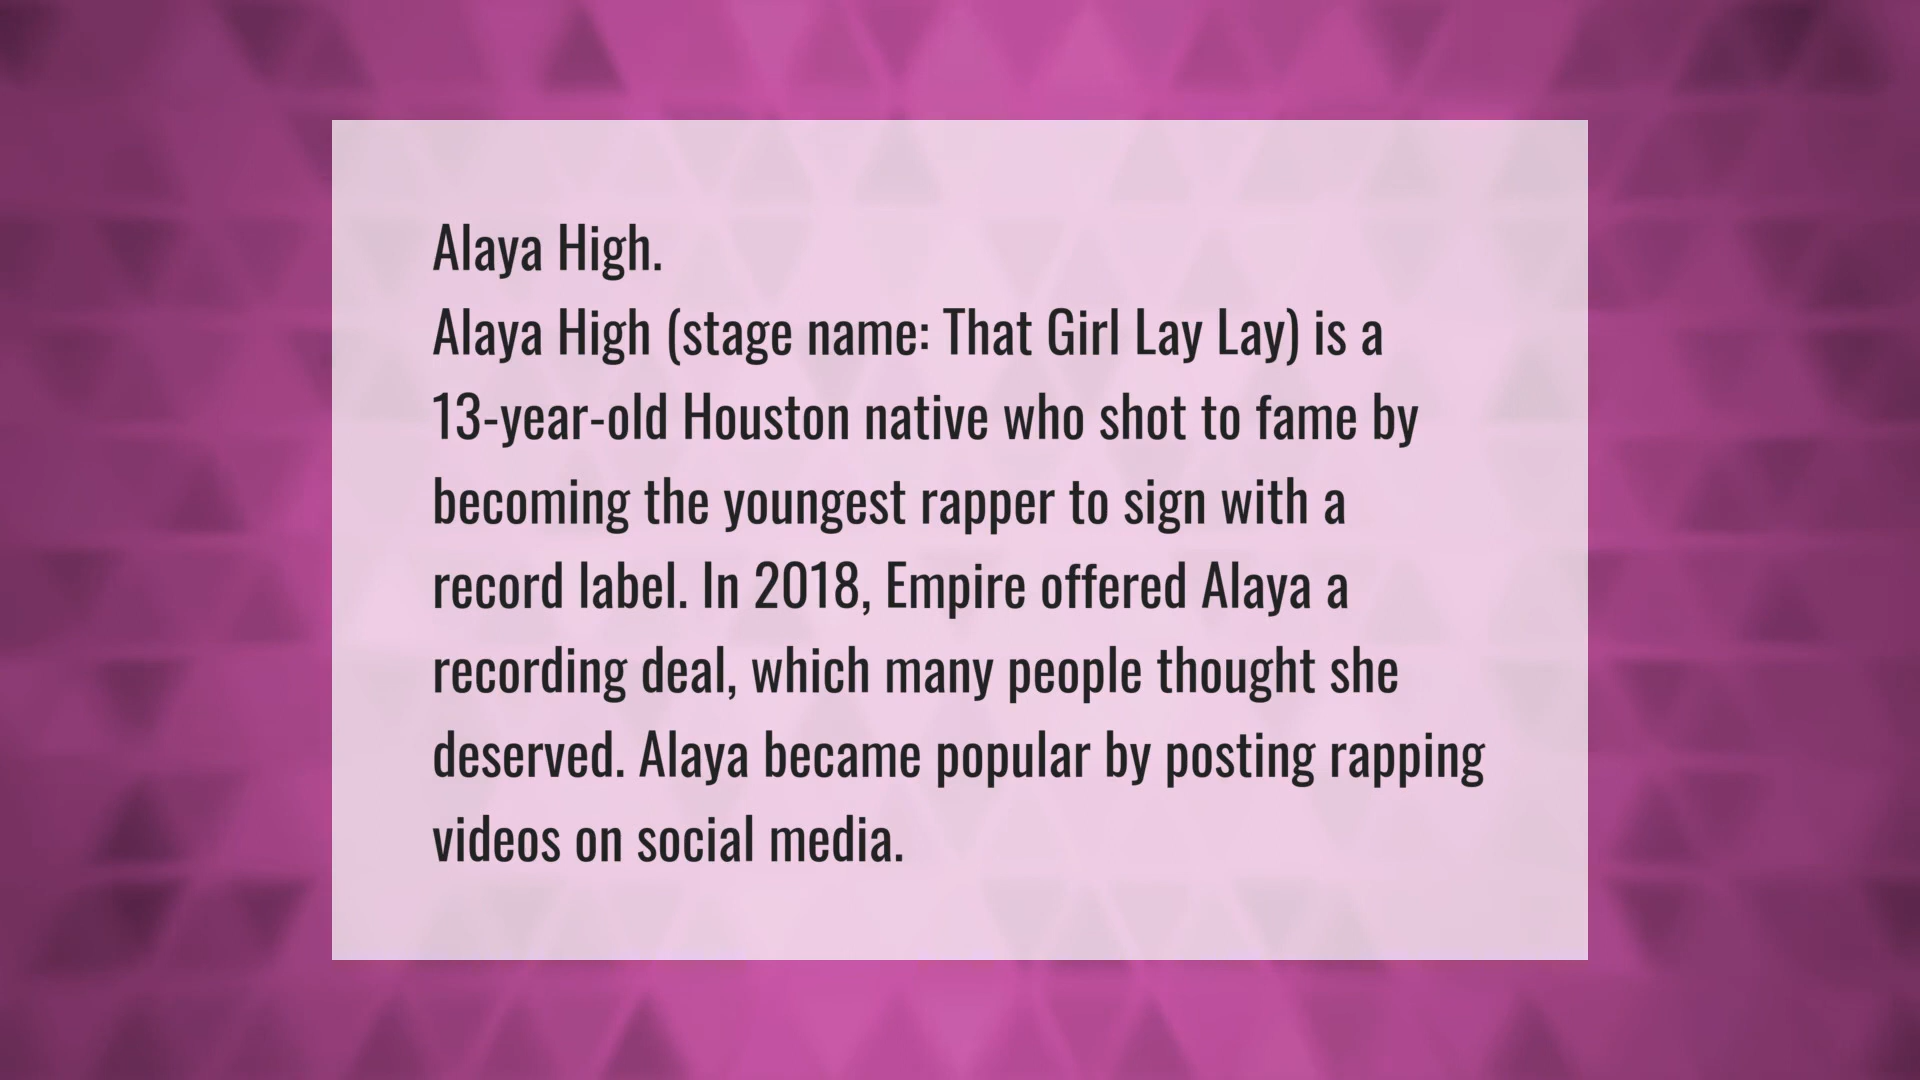 Alaya High.
Alaya High (stage name: That Girl Lay Lay) is a
13-year-old Houston native who shot to fame by
becoming the youngest rapper to sign with a
record label. In 2018, Empire offered Alaya a
recording deal, which many people thought she
deserved. Alaya became popular by posting rapping
videos on social media.